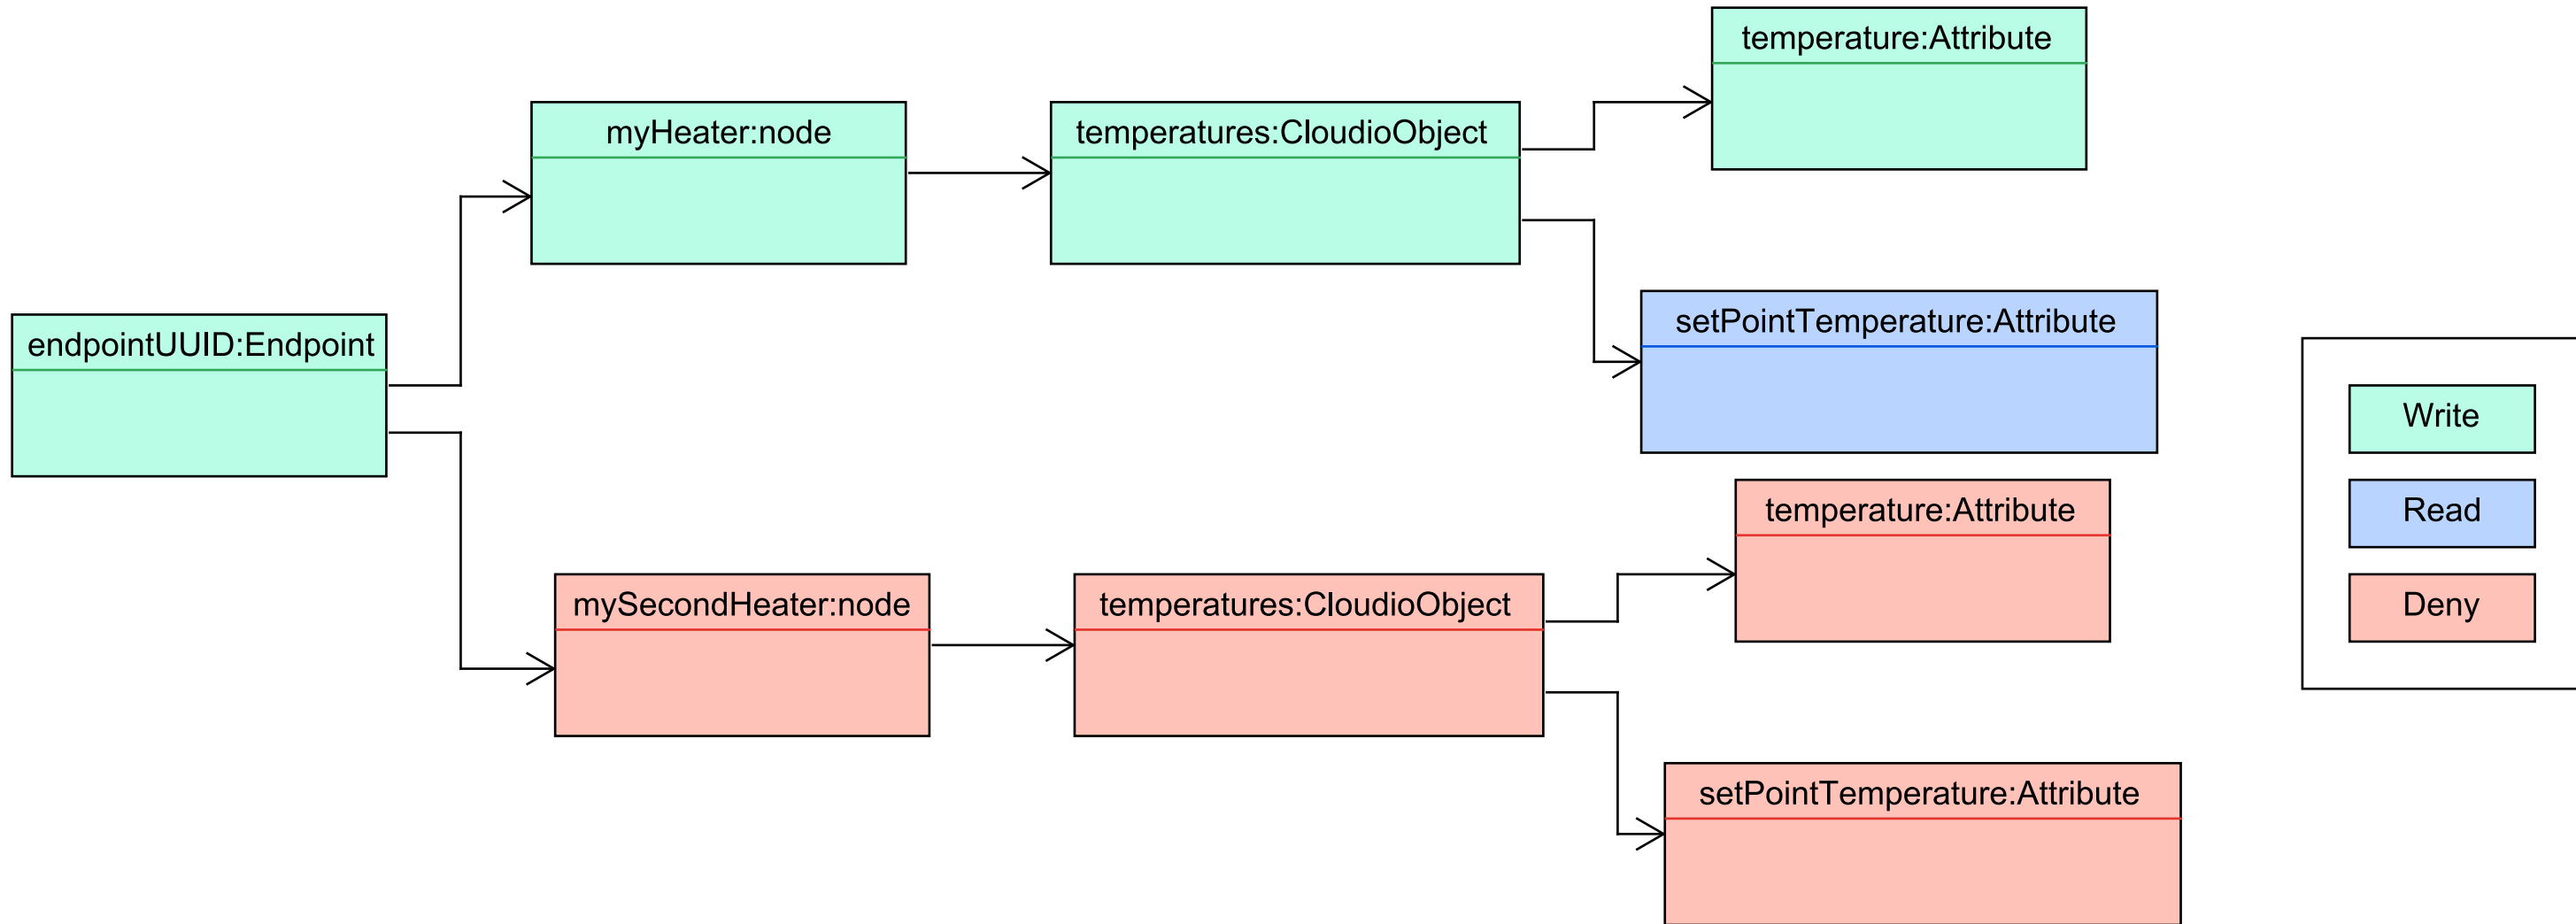 temperature:Attribute
myHeater:node
temperatures:CloudioObject
setPointTemperature:Attribute
endpointUUID:Endpoint
temperature:Attribute
mySecondHeater:node
temperatures:CloudioObject
setPointTemperature:Attribute
Write
Read
Deny